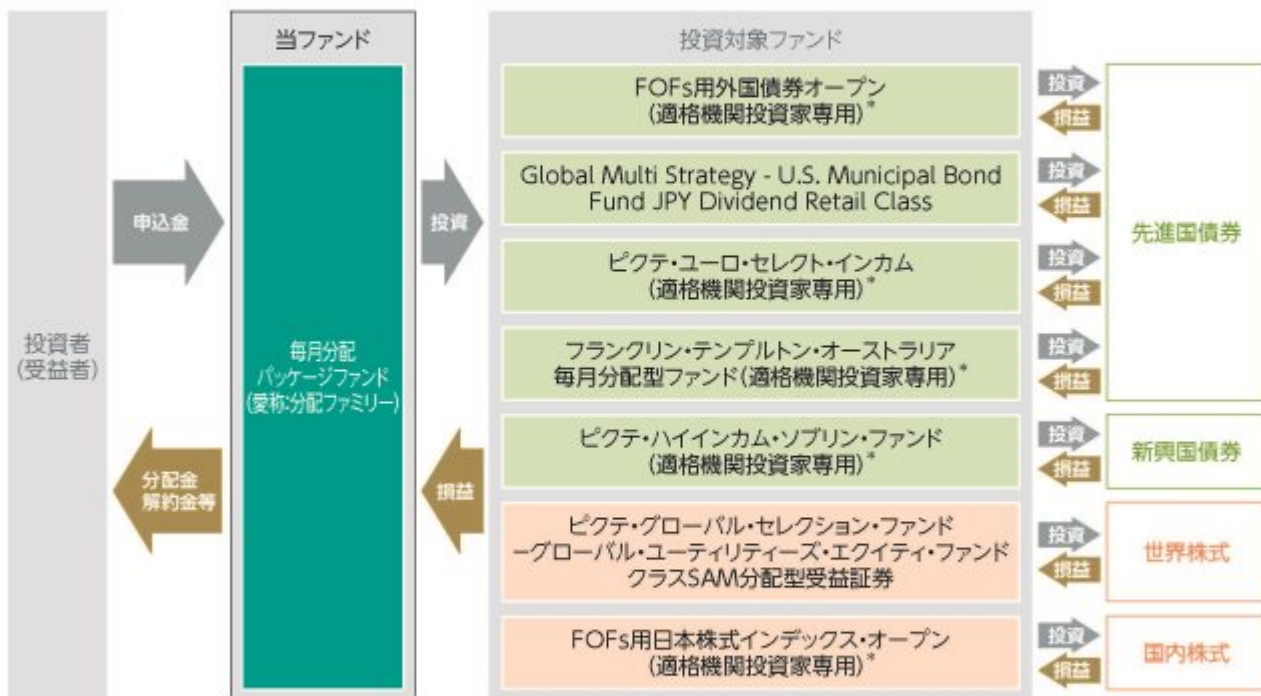 当ファンド
投資対象ファンド
投資者
(受益者)
申込金
分配金
解約金等
毎月分配
パッケージファンド
(愛称:分配ファミリー)
投資
損益
FOFs用外国債券オープン
(適格機関投資家専用)*
投資
損益
Global Multi Strategy - U.S. Municipal Bond
Fund JPY Dividend Retail Class
投資
損益
ピクテ・ユーロ・セレクト・インカム
(適格機関投資家専用)*
投資
損益
フランクリン・テンプルトン・オーストラリア
毎月分配型ファンド(適格機関投資家専用)*
投資
損益
先進国債券
ピクテ・ハイインカム・ソブリン・ファンド
(適格機関投資家専用)*
投資
損益
新興国債券
ピクテ・グローバル・セレクション・ファンド
-グローバル・ユーティリティーズ・エクイティ・ファンド
クラスSAM分配型受益証券
投資
損益
世界株式
FOFs用日本株式インデックス・オープン
(適格機関投資家専用)*
投資
損益
国内株式